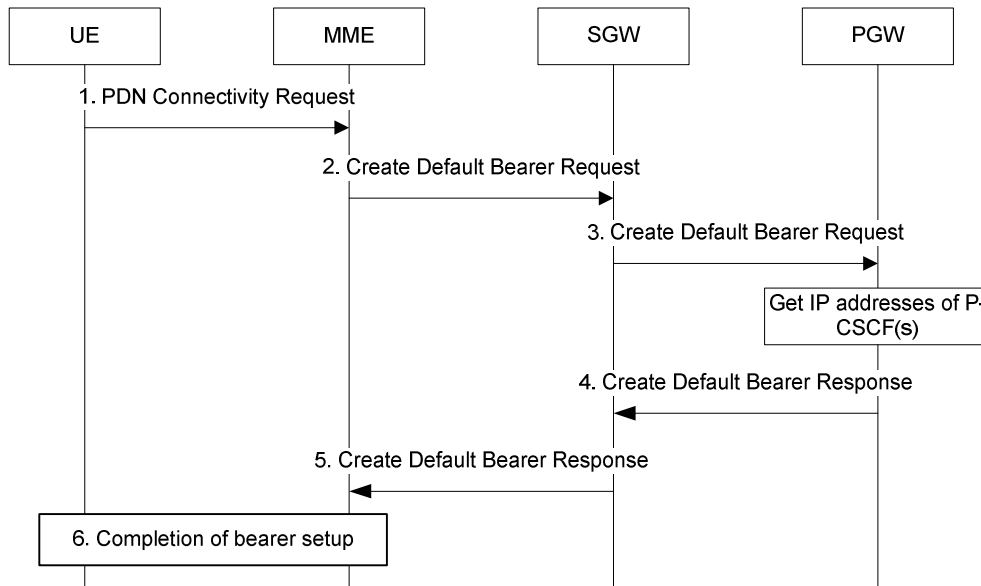 UE
MME
SGW
PGW
1. PDN Connectivity Request
2. Create Default Bearer Request
3. Create Default Bearer Request
Get IP addresses of P-
CSCF(s)
4. Create Default Bearer Response
5. Create Default Bearer Response
6. Completion of bearer setup